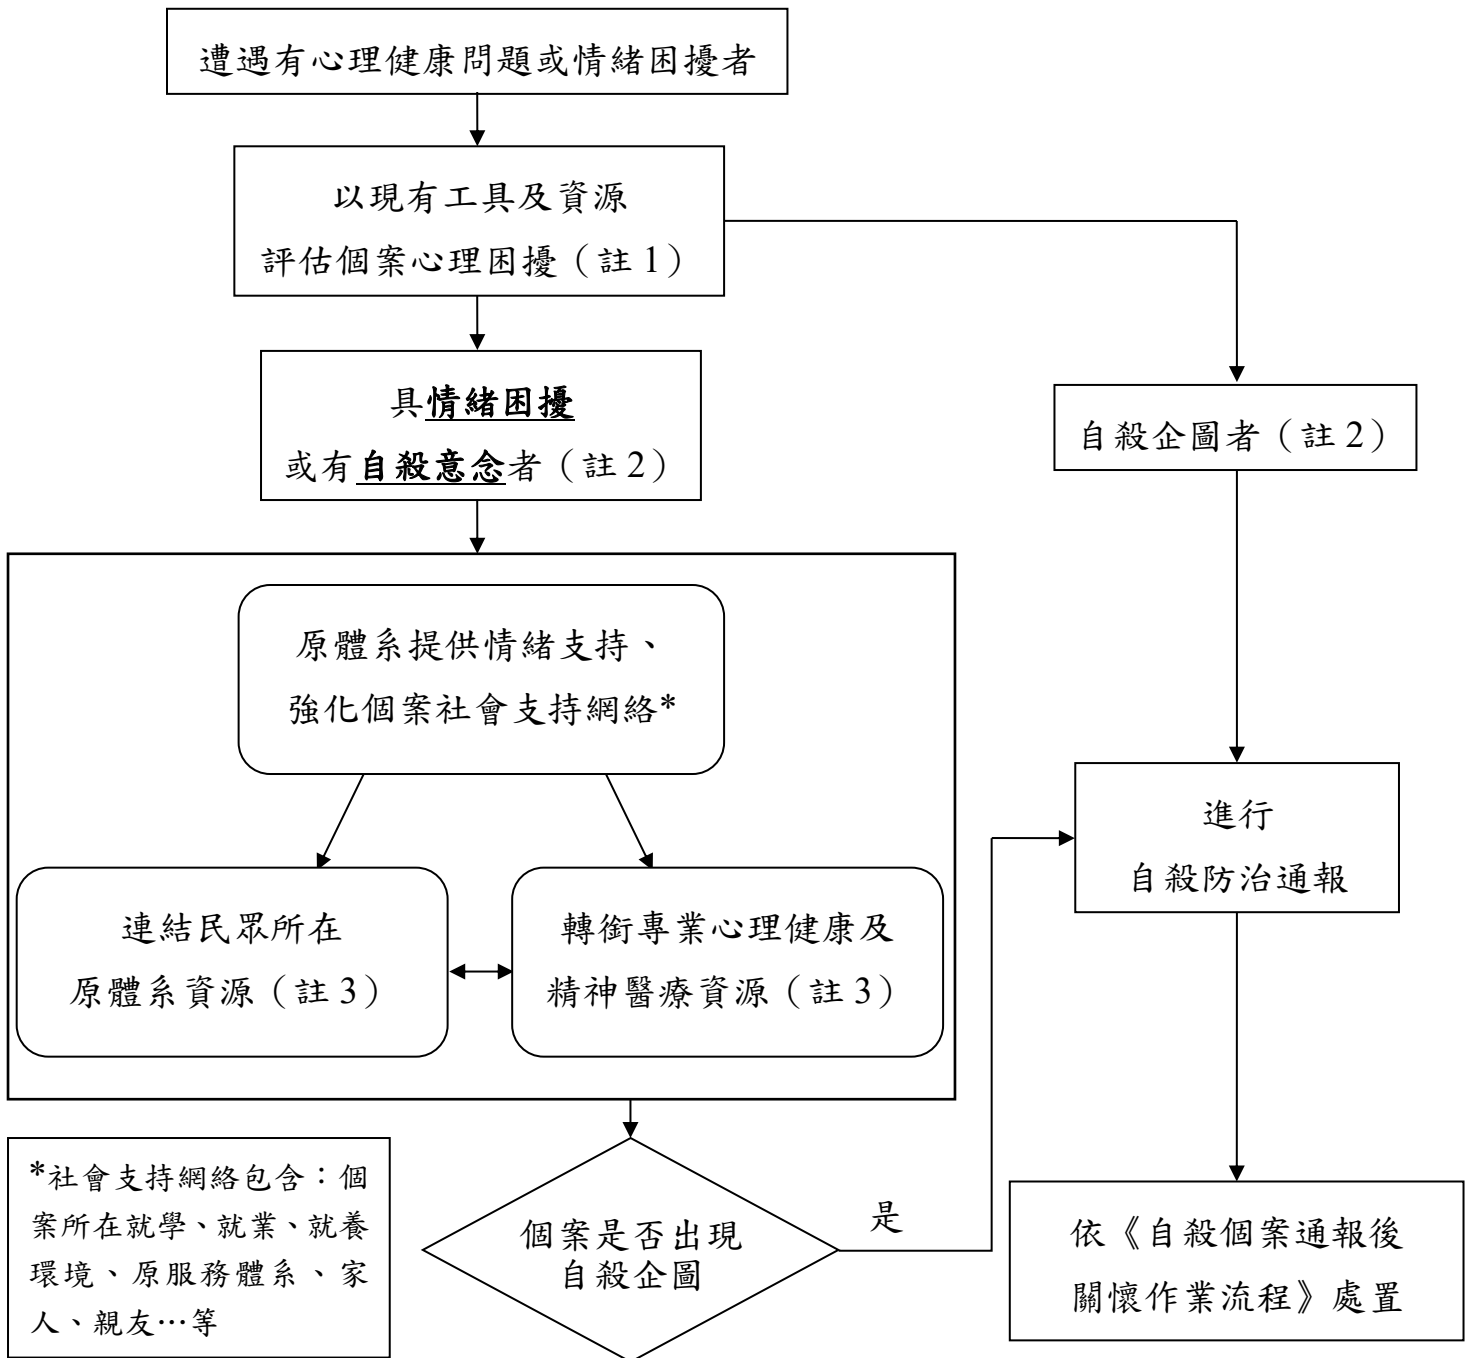 遭遇有心理健康問題或情緒困擾者
以現有工具及資源
評估個案心理困擾（註 1）
具情緒困擾
或有自殺意念者（註 2）
自殺企圖者（註 2）
原體系提供情緒支持、
強化個案社會支持網絡*
連結民眾所在
原體系資源（註 3）
轉銜專業心理健康及
精神醫療資源（註 3）
進行
自殺防治通報
*社會支持網絡包含：個
案所在就學、就業、就養
環境、原服務體系、家
人、親友…等
個案是否出現
自殺企圖
是
依《自殺個案通報後
關懷作業流程》處置